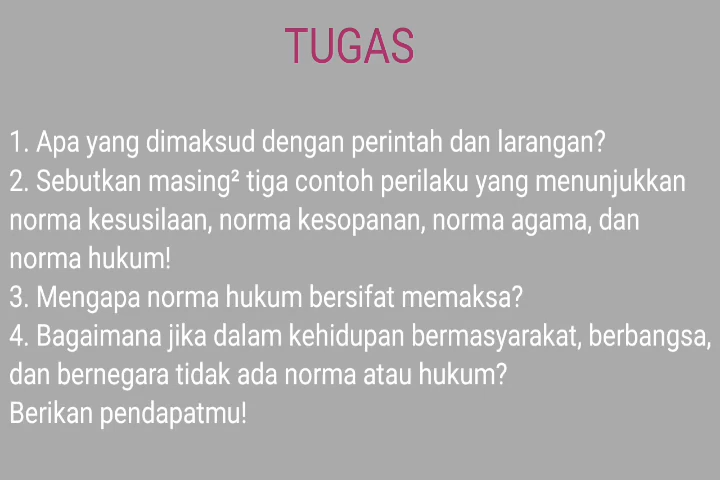 TUGAS
1. Apa yang dimaksud dengan perintah dan larangan?
2. Sebutkan masing² tiga contoh perilaku yang menunjukkan
norma kesusilaan, norma kesopanan, norma agama, dan
norma hukum!
3. Mengapa norma hukum bersifat memaksa?
4. Bagaimana jika dalam kehidupan bermasyarakat, berbangsa,
dan bernegara tidak ada norma atau hukum?
Berikan pendapatmu!